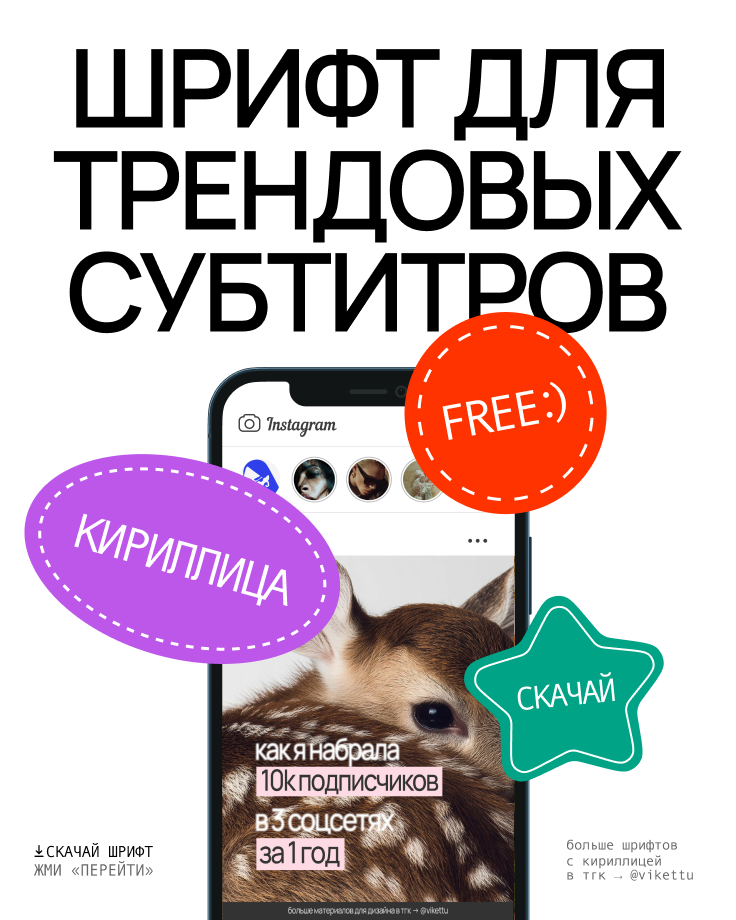 ШРИФТ ДЛЯ
ТРЕНДОВЫХ
СУБТИТРОВ
FREE:)
Instagram
КИРИЛЛИЦА
СКАЧАЙ
как я набрала
10k подписчиков
в 3 соцсетях
за 1 год
СКАЧАЙ ШРИФТ
ЖМИ «ПЕРЕЙТИ»
больше шрифтов
с кириллицей
в тгк → @vikettu
больше материалов для дизайна в тгк → @vikettu